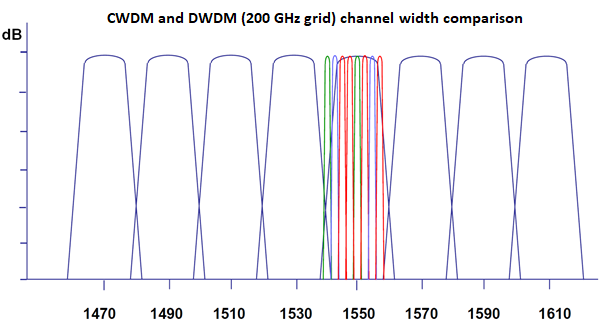 CWDM and DWDM (200 GHz grid) channel width comparison
dB
1470 1490 1510 1530 1550 1570 1590 1610